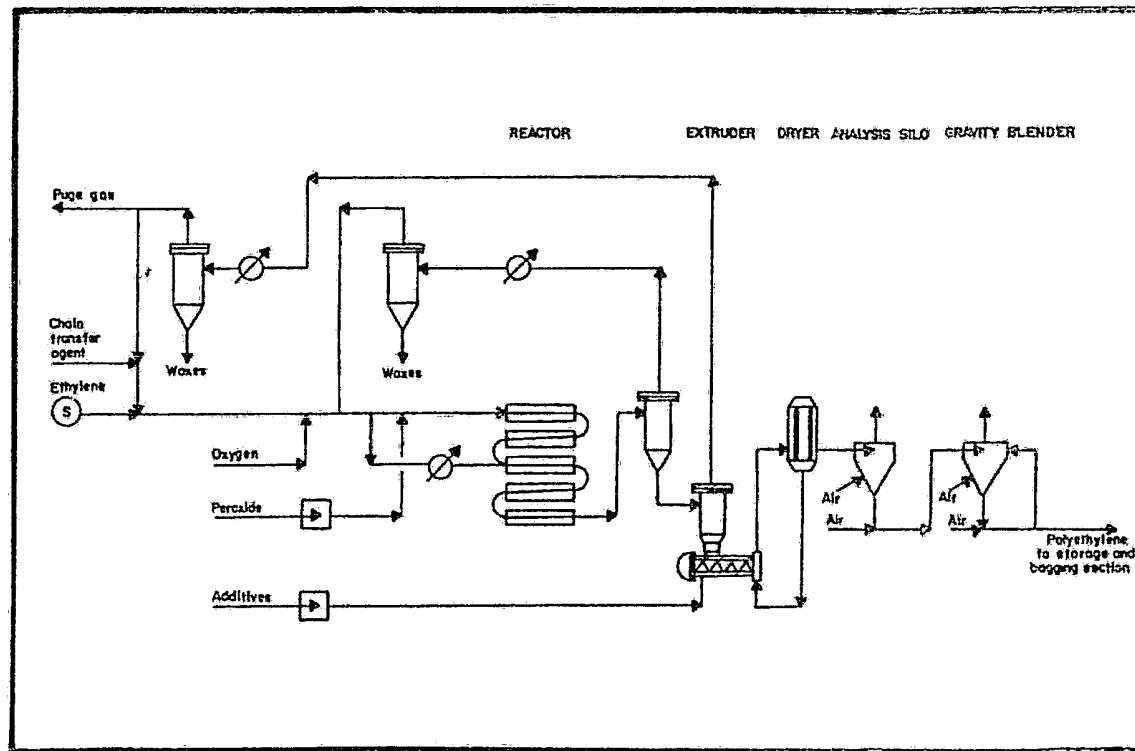 REACTOR EXTRUDER DRYER ANALYSIS SILO GRAVITY BLENDER
Puge gas
Chain
transfer
agent
Waxes
Waxes
Ethylene
S
Oxygen
Peroxide
Additives
Air
Air
Air
Air
Polyethylene
to storage and
bagging section